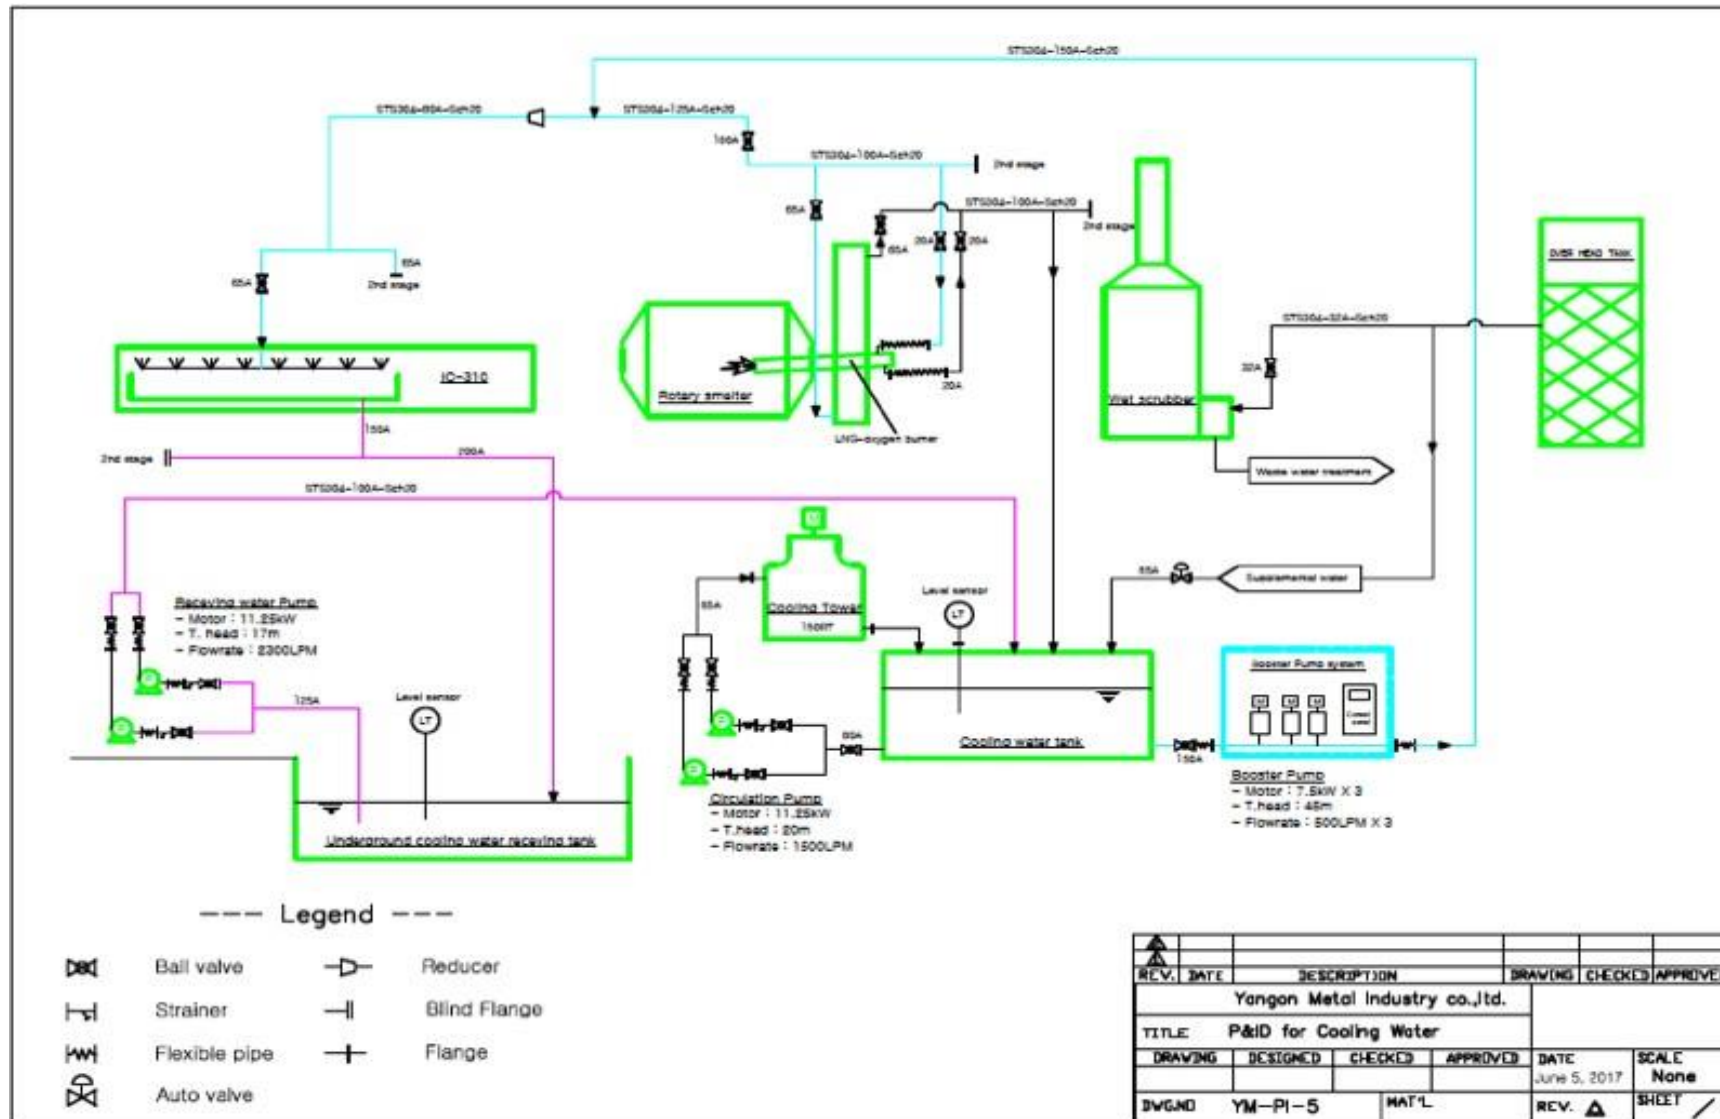 STS304-150A-Sch20
STS304-80A-Sch20
STS304-125A-Sch20
100A
STS304-100A-Sch20
2nd stage
STS304-100A-Sch20
2nd stage
65A
65A
20A
20A
OVER HEAD TANK
65A
65A
2nd stage
STS304-32A-Sch20
32A
IC-310
Rotary smelter
20A
Wet scrubber
LNG-oxygen burner
150A
2nd stage
200A
Waste water treatment
STS304-100A-Sch20
M
Supplemental water
65A
Receving water Pump
- Motor : 11.25kW
- T. head : 17m
- Flowrate : 2300LPM
Cooling Tower
150RT
Level sensor
LT
Booster Pump system
M
M
M
Control panel
125A
Level sensor
LT
80A
Cooling water tank
150A
Booster Pump
- Motor : 7.5kW X 3
- T.head : 45m
- Flowrate : 500LPM X 3
Circulation Pump
- Motor : 11.25kW
- T.head : 20m
- Flowrate : 1500LPM
Underground cooling water receving tank
---- Legend ----
Ball valve
Reducer
Strainer
Blind Flange
Flexible pipe
Flange
Auto valve
REV. DATE DESCRIPTION DRAWING CHECKED APPROVE
Yangon Metal Industry co.,ltd.
TITLE P&ID for Cooling Water
DRAWING DESIGNED CHECKED APPROVED DATE SCALE
June 5, 2017 None
DWG.NO YM-PI-5 MAT'L REV. SHEET